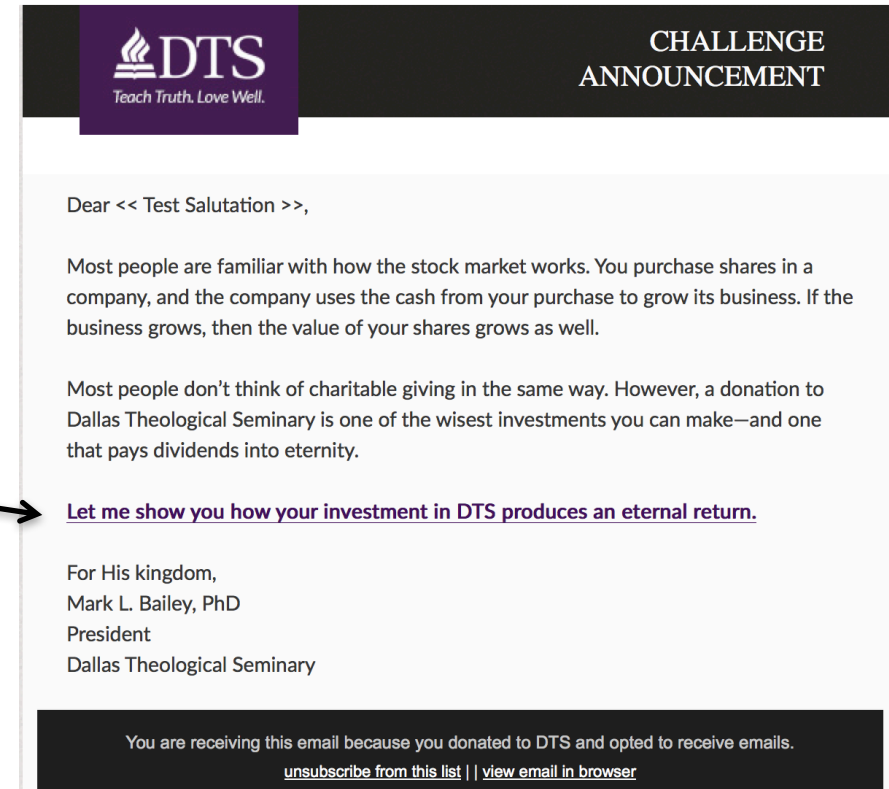 DTS
Teach Truth. Love Well.
CHALLENGE
ANNOUNCEMENT
Dear << Test Salutation >>,
Most people are familiar with how the stock market works. You purchase shares in a
company, and the company uses the cash from your purchase to grow its business. If the
business grows, then the value of your shares grows as well.
Most people don’t think of charitable giving in the same way. However, a donation to
Dallas Theological Seminary is one of the wisest investments you can make—and one
that pays dividends into eternity.
Let me show you how your investment in DTS produces an eternal return.
For His kingdom,
Mark L. Bailey, PhD
President
Dallas Theological Seminary
You are receiving this email because you donated to DTS and opted to receive emails.
unsubscribe from this list | | view email in browser